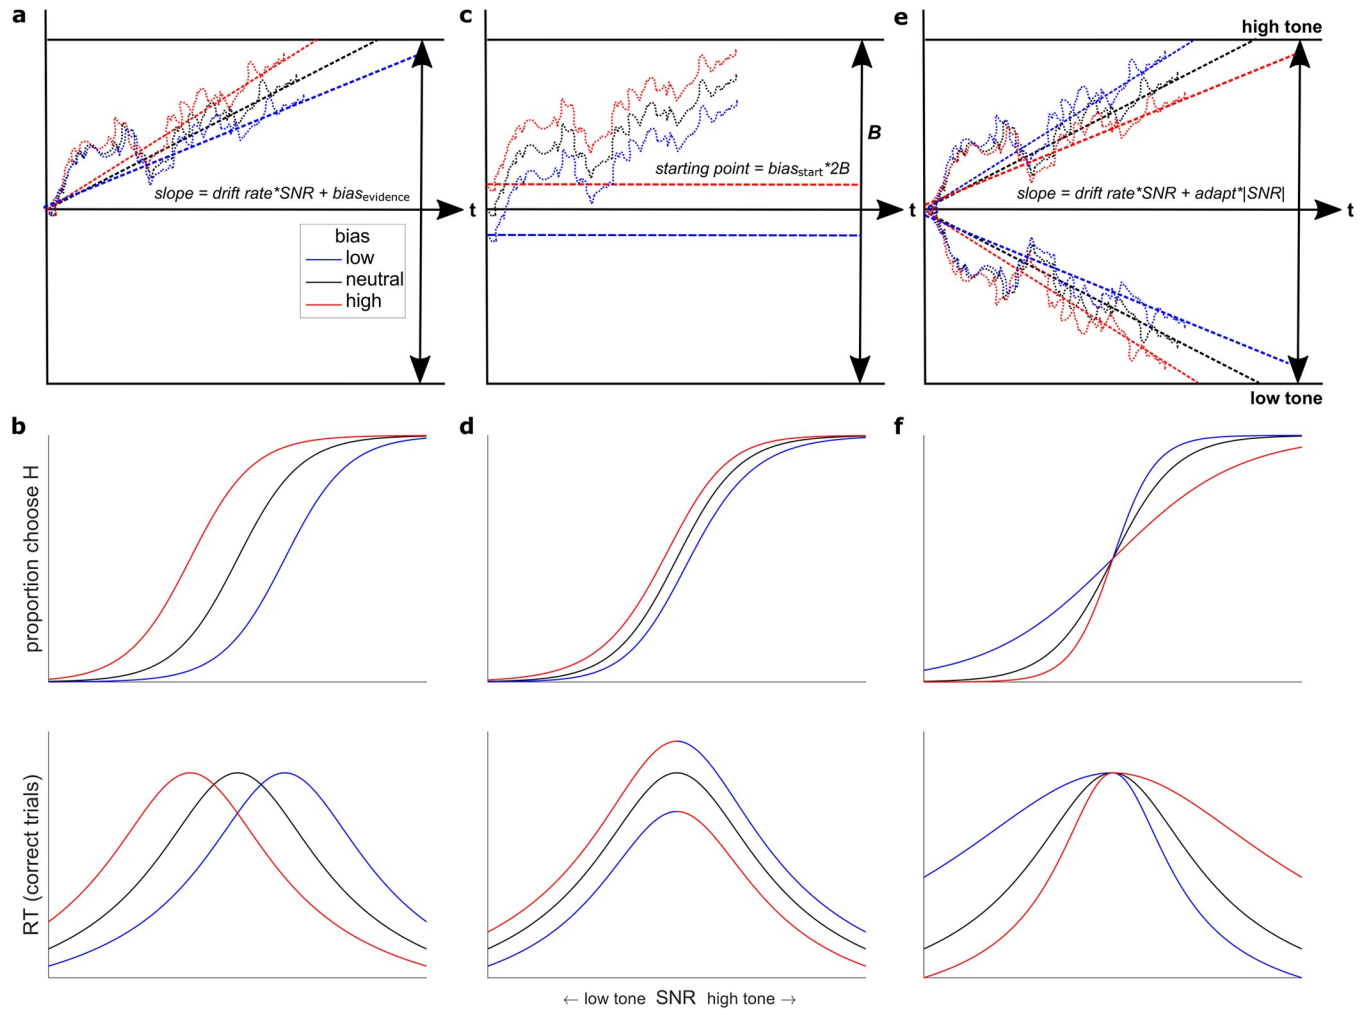 a
c
e
high tone
B
starting point = bias_start*2B
slope = drift rate*SNR + bias_evidence
slope = drift rate*SNR + adapt*|SNR|
t
t
t
bias
low
neutral
high
low tone
b
d
f
proportion choose H
RT (correct trials)
← low tone SNR high tone →